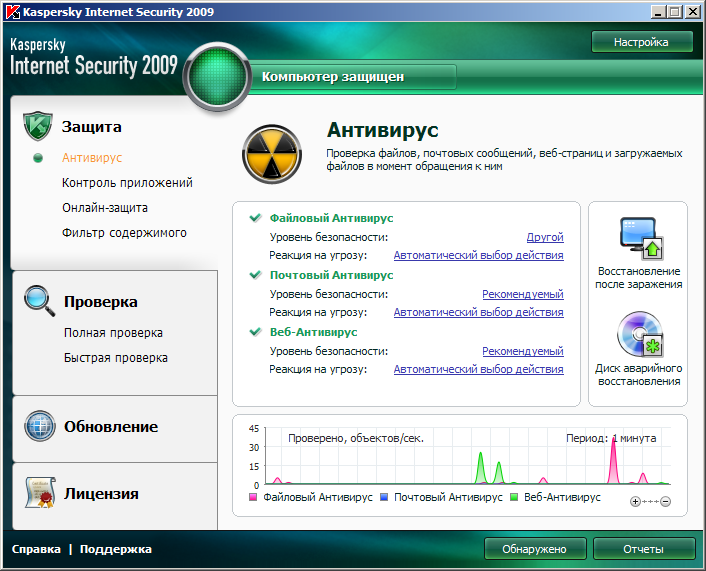 Kaspersky Internet Security 2009
Kaspersky
Internet Security 2009
Настройка
Компьютер защищен
Защита
Антивирус
Контроль приложений
Онлайн-защита
Фильтр содержимого
Проверка
Полная проверка
Быстрая проверка
Обновление
Лицензия
Антивирус
Проверка файлов, почтовых сообщений, веб-страниц и загружаемых
файлов в момент обращения к ним
Файловый Антивирус
Уровень безопасности: Другой
Реакция на угрозу: Автоматический выбор действия
Почтовый Антивирус
Уровень безопасности: Рекомендуемый
Реакция на угрозу: Автоматический выбор действия
Веб-Антивирус
Уровень безопасности: Рекомендуемый
Реакция на угрозу: Автоматический выбор действия
Восстановление
после заражения
Диск аварийного
восстановления
45
30
15
0
Проверено, объектов/сек. Период: 1 минута
Файловый Антивирус Почтовый Антивирус Веб-Антивирус
Справка | Поддержка
Обнаружено
Отчеты